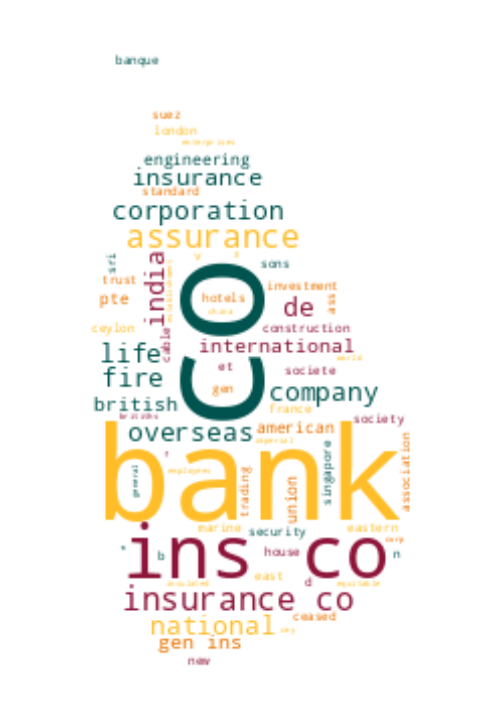 banque
suez
london
enterprises
engineering
insurance
standard
corporation
assurance
sri
india
v
s
sons
trust
pte
hotels
china
investment
ass
de
ceylon
cable
construction
life
international
world
fire
et
societe
gen
co
company
british
france
society
overseas
american
imperial
bank
general
f
employees
trading
union
singapore
association
marine
security
eastern
corp
ins co
b
house
n
east
d
insulated
equitable
insurance co
national
ceased
gen ins
new